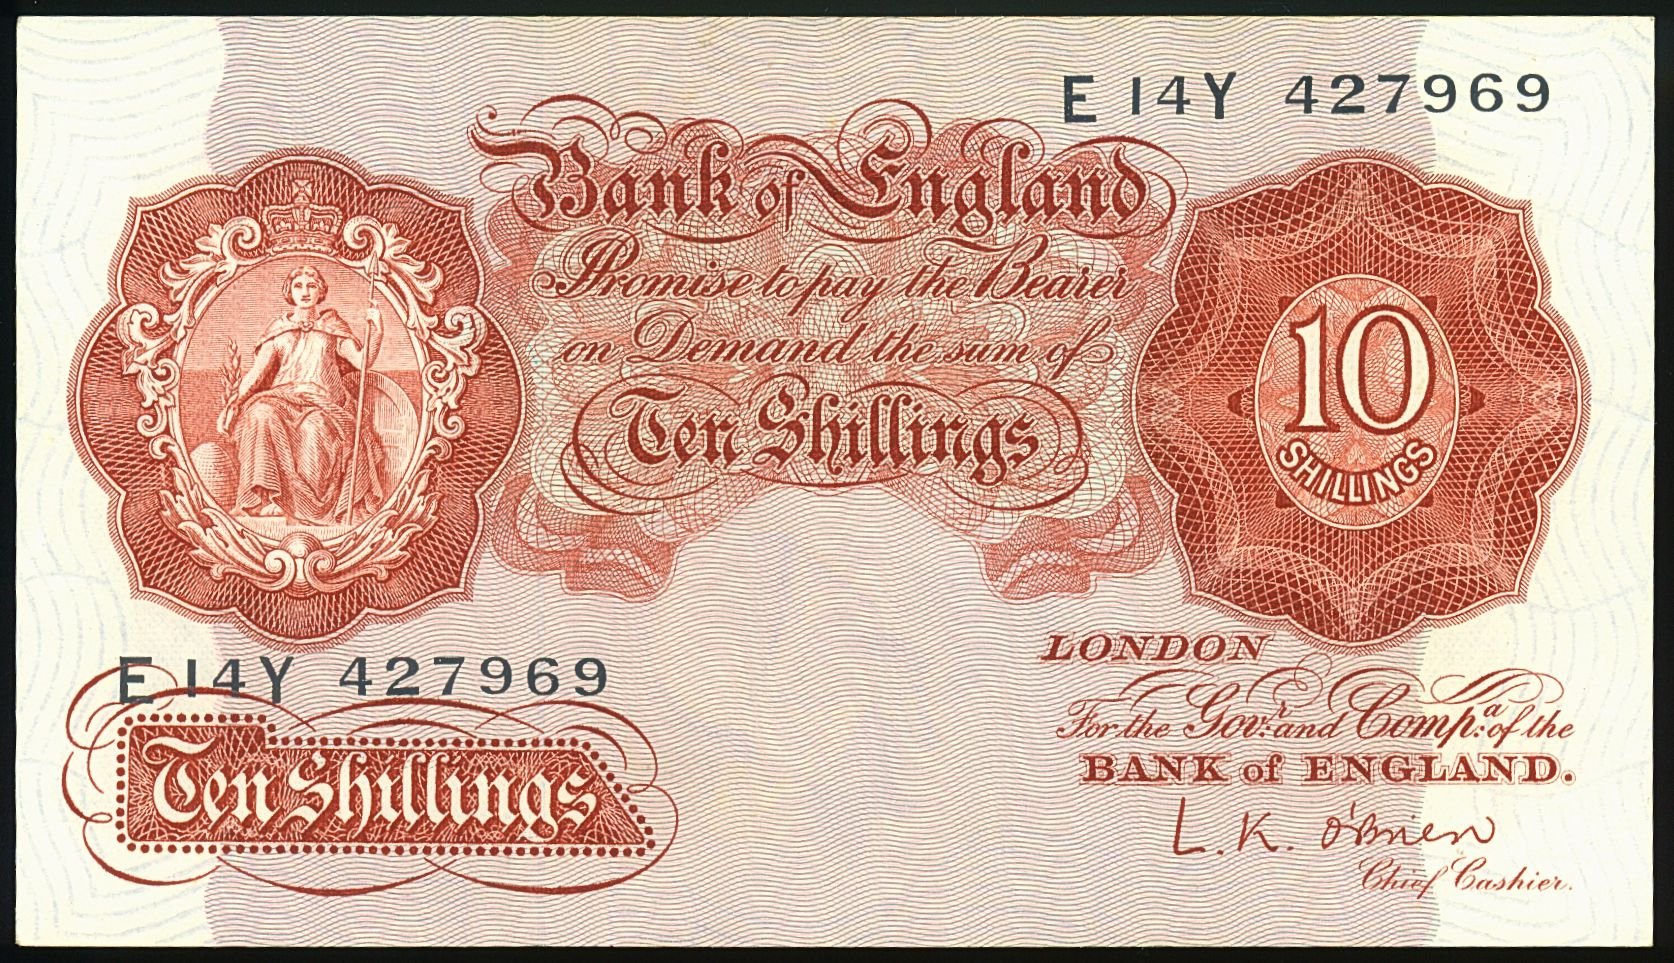 E 14Y 427969
Bank of England
Promise to pay the Bearer
on Demand the sum of
Ten Shillings
10
SHILLINGS
E 14Y 427969
Ten Shillings
LONDON
For the Govr: and Compa: of the
BANK of ENGLAND.
L. K. O'Brien
Chief Cashier.